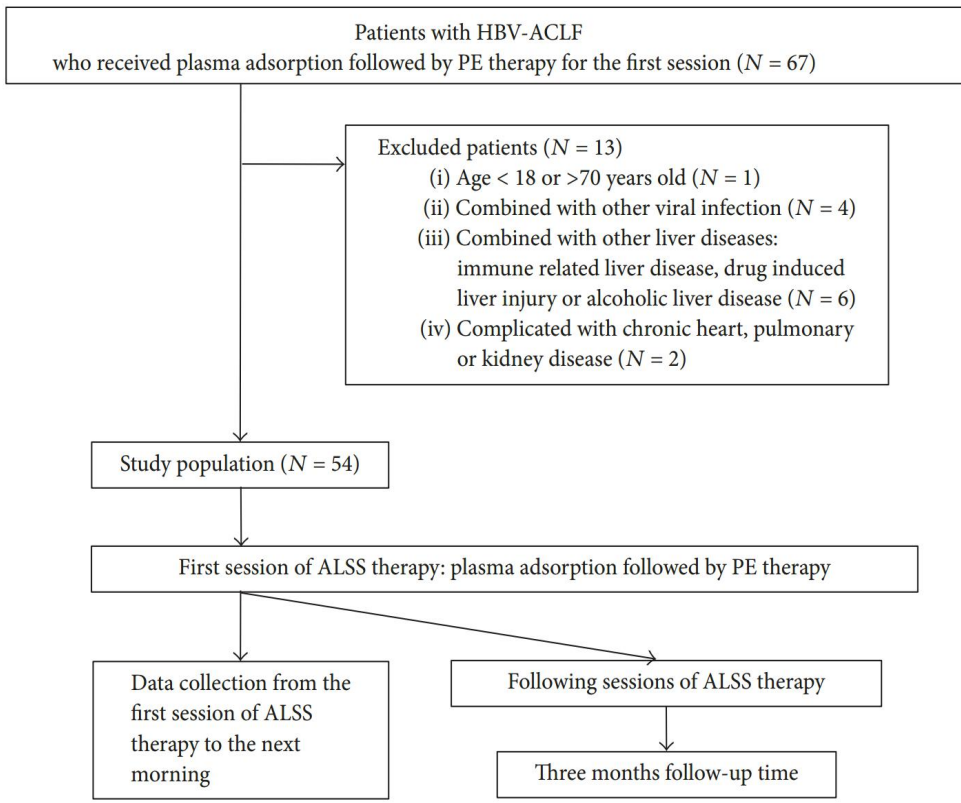 Patients with HBV-ACLF
who received plasma adsorption followed by PE therapy for the first session (N = 67)
Excluded patients (N = 13)
(i) Age < 18 or >70 years old (N = 1)
(ii) Combined with other viral infection (N = 4)
(iii) Combined with other liver diseases:
immune related liver disease, drug induced
liver injury or alcoholic liver disease (N = 6)
(iv) Complicated with chronic heart, pulmonary
or kidney disease (N = 2)
Study population (N = 54)
First session of ALSS therapy: plasma adsorption followed by PE therapy
Data collection from the
first session of ALSS
therapy to the next
morning
Following sessions of ALSS therapy
Three months follow-up time